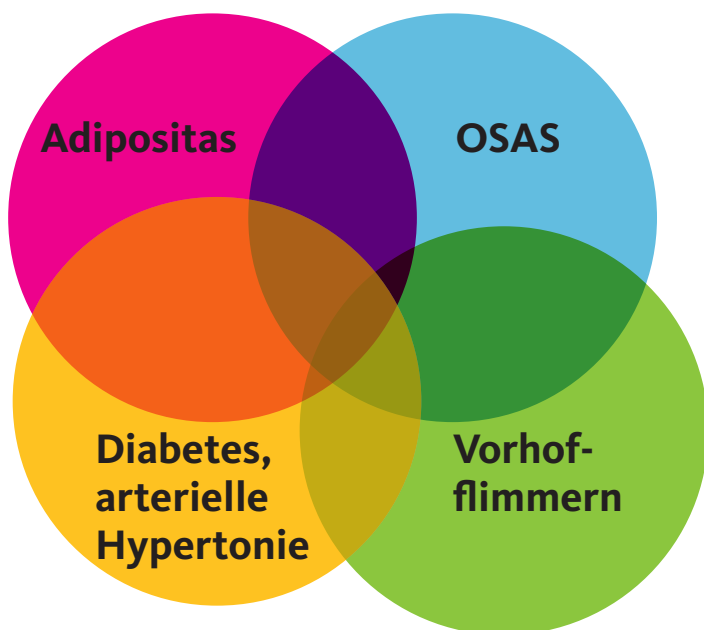 Adipositas
OSAS
Diabetes,
arterielle
Hypertonie
Vorhof-
flimmern